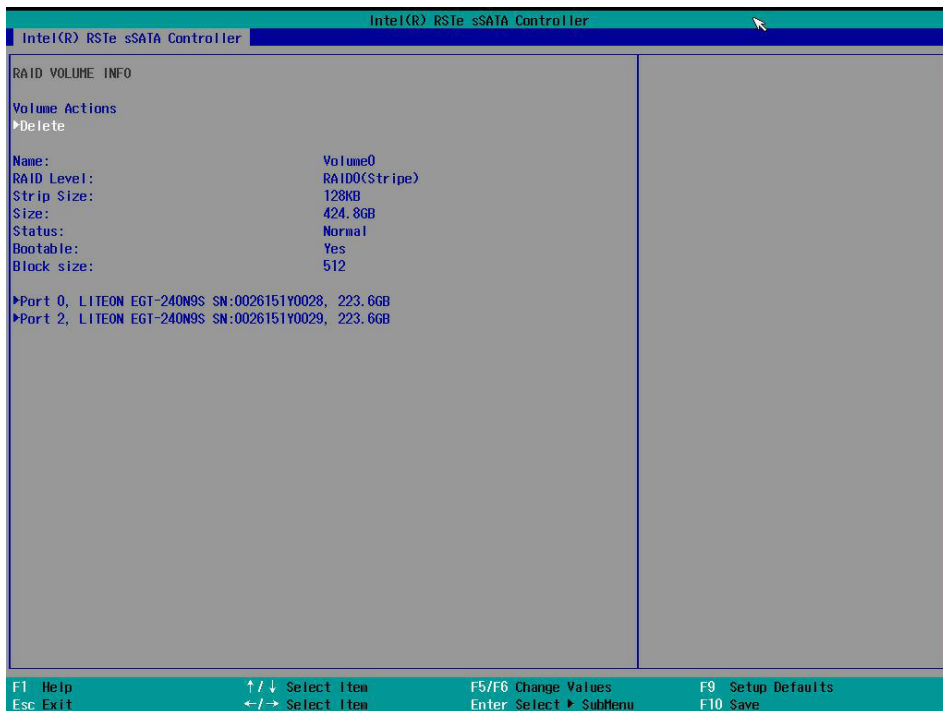 Intel(R) RSTe sSATA Controller
Intel(R) RSTe sSATA Controller
RAID VOLUME INFO
Volume Actions
▶Delete
Name: Volume0
RAID Level: RAID0(Stripe)
Strip Size: 128KB
Size: 424.8GB
Status: Normal
Bootable: Yes
Block size: 512
▶Port 0, LITEON EGT-240N9S SN:0026151Y0028, 223.6GB
▶Port 2, LITEON EGT-240N9S SN:0026151Y0029, 223.6GB
F1 Help ↑/↓ Select Item F5/F6 Change Values F9 Setup Defaults
Esc Exit ←/→ Select Item Enter Select ▶ SubMenu F10 Save